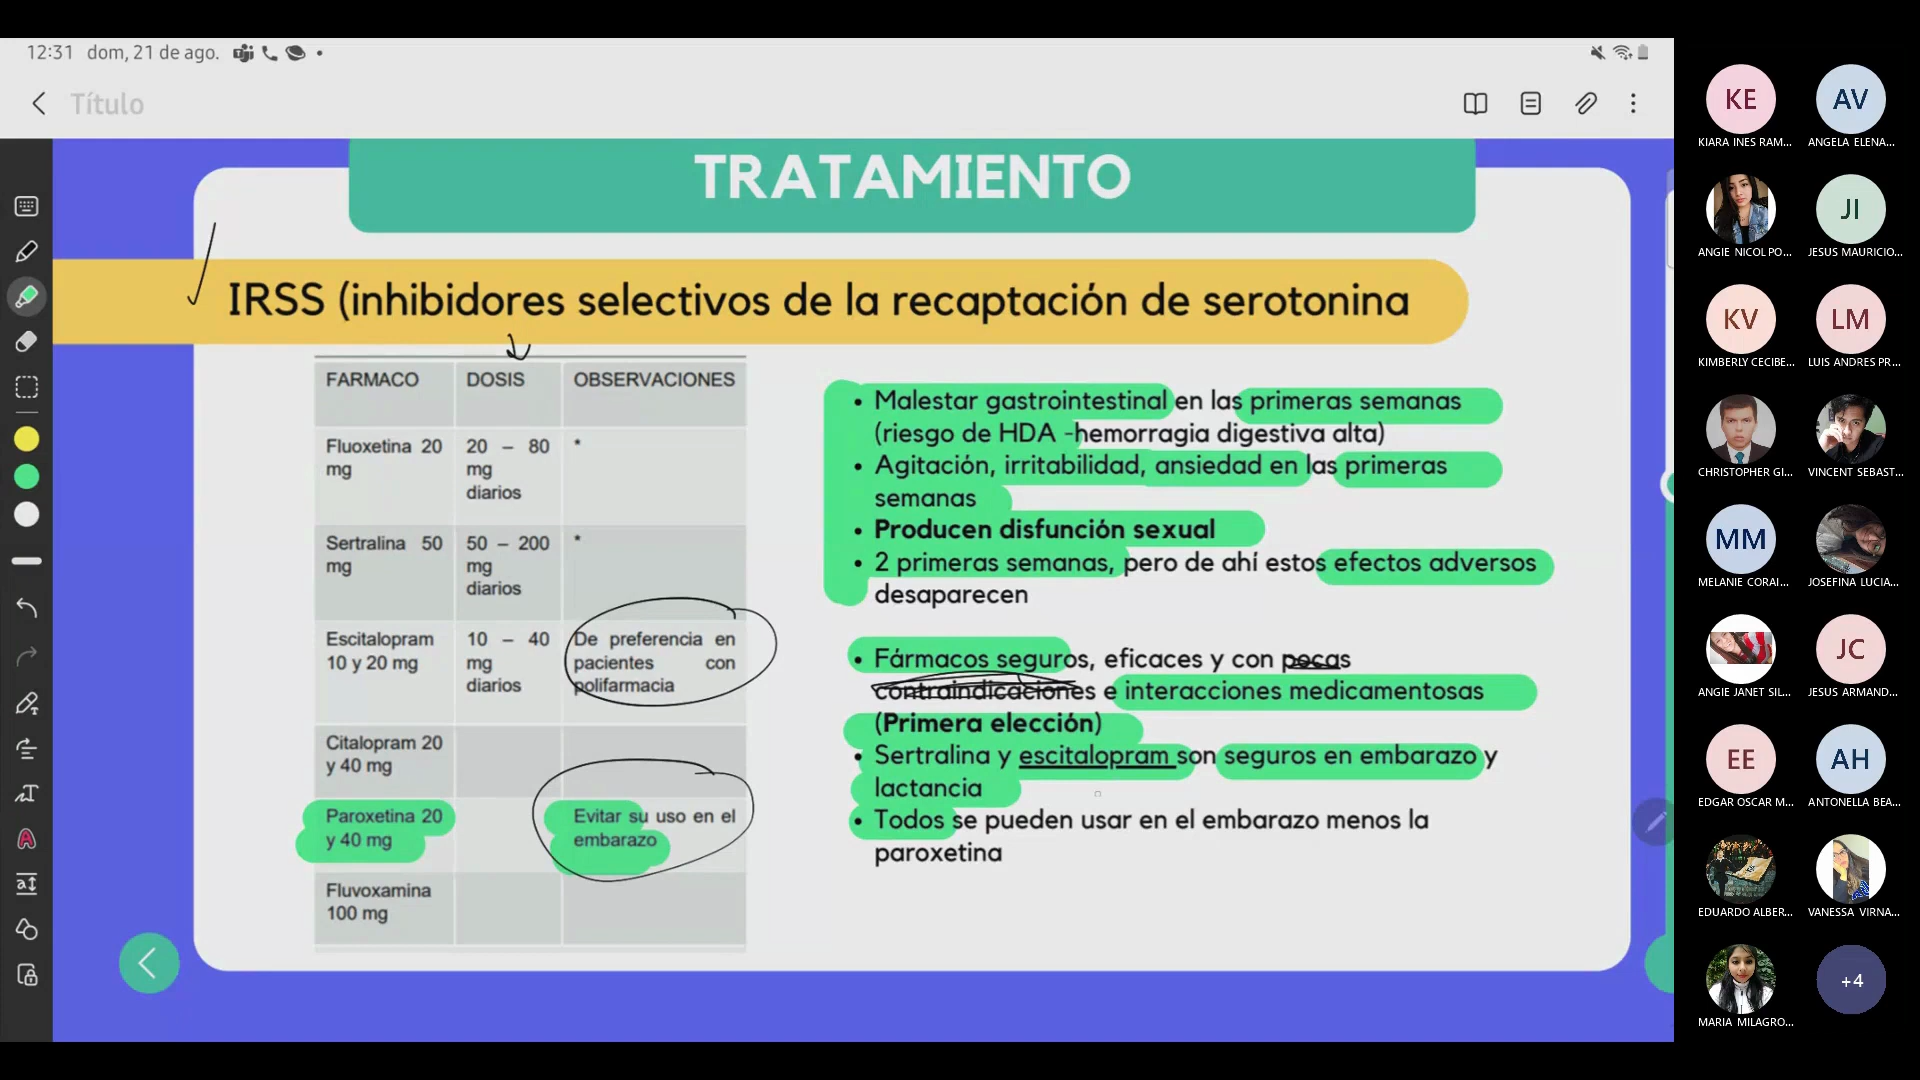 12:31 dom, 21 de ago.
Título
TRATAMIENTO
IRSS (inhibidores selectivos de la recaptación de serotonina
FARMACO DOSIS OBSERVACIONES
Fluoxetina 20 mg
20 – 80 mg diarios
*
Sertralina 50 mg
50 – 200 mg diarios
*
Escitalopram 10 y 20 mg
10 – 40 mg diarios
De preferencia en pacientes con polifarmacia
Citalopram 20 y 40 mg
Paroxetina 20 y 40 mg
Evitar su uso en el embarazo
Fluvoxamina 100 mg
• Malestar gastrointestinal en las primeras semanas
(riesgo de HDA -hemorragia digestiva alta)
• Agitación, irritabilidad, ansiedad en las primeras
semanas
• Producen disfunción sexual
• 2 primeras semanas, pero de ahí estos efectos adversos
desaparecen
• Fármacos seguros, eficaces y con pocas
contraindicaciones e interacciones medicamentosas
(Primera elección)
• Sertralina y escitalopram son seguros en embarazo y
lactancia
• Todos se pueden usar en el embarazo menos la
paroxetina
KE
KIARA INES RAM...
AV
ANGELA ELENA...
ANGIE NICOL PO...
JI
JESUS MAURICIO...
KV
KIMBERLY CECIBE...
LM
LUIS ANDRES PR...
CHRISTOPHER GI...
VINCENT SEBAST...
MM
MELANIE CORAI...
JOSEFINA LUCIA...
ANGIE JANET SIL...
JC
JESUS ARMAND...
EE
EDGAR OSCAR M...
AH
ANTONELLA BEA...
EDUARDO ALBER...
VANESSA VIRNA...
MARIA MILAGRO...
+4